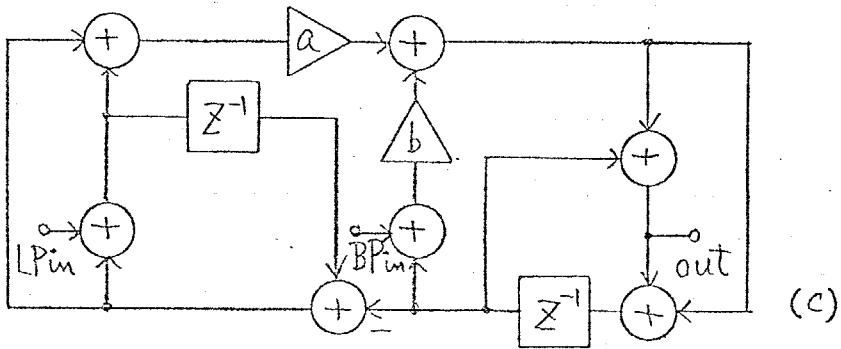 +
a
+
Z⁻¹
b
+
+
LPin
+
BPin
out
+
-
Z⁻¹
+
(c)